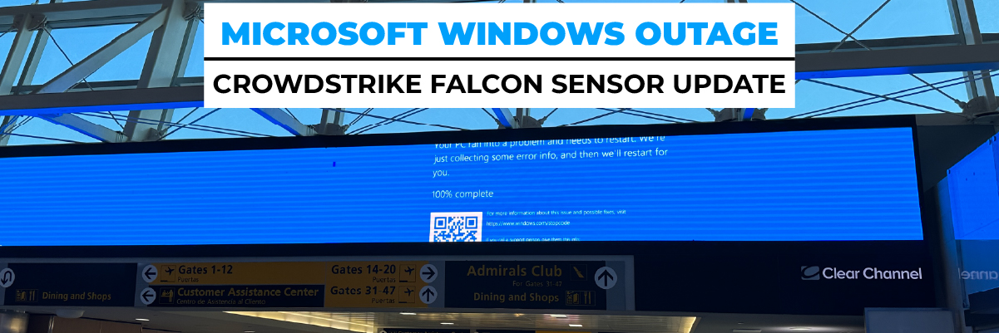 MICROSOFT WINDOWS OUTAGE
CROWDSTRIKE FALCON SENSOR UPDATE
Your PC ran into a problem and needs to restart. We're
just collecting some error info, and then we'll restart for
you.
100% complete
For more information about this issue and possible fixes, visit
https://www.windows.com/stopcode
If you call a support person, give them this info:
Dining and Shops
Gates 1-12
Puertas
Customer Assistance Center
Centro de Asistencia al Cliente
Gates 14-20
Puertas
Gates 31-47
Puertas
Admirals Club
For Gates 31-47
Dining and Shops
Clear Channel